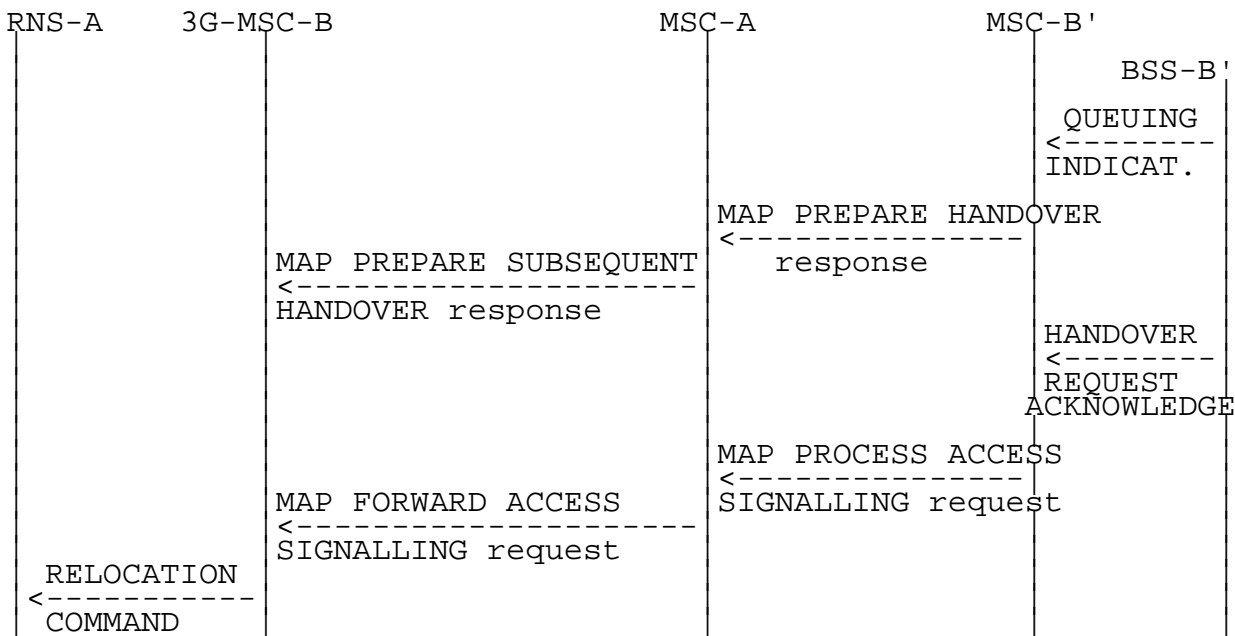 RNS-A 3G-MSC-B MSC-A MSC-B'
BSS-B'
QUEUING
INDICAT.
MAP PREPARE HANDOVER
MAP PREPARE SUBSEQUENT response
HANDOVER response
HANDOVER
REQUEST
ACKNOWLEDGE
MAP PROCESS ACCESS
MAP FORWARD ACCESS SIGNALLING request
SIGNALLING request
RELOCATION
COMMAND